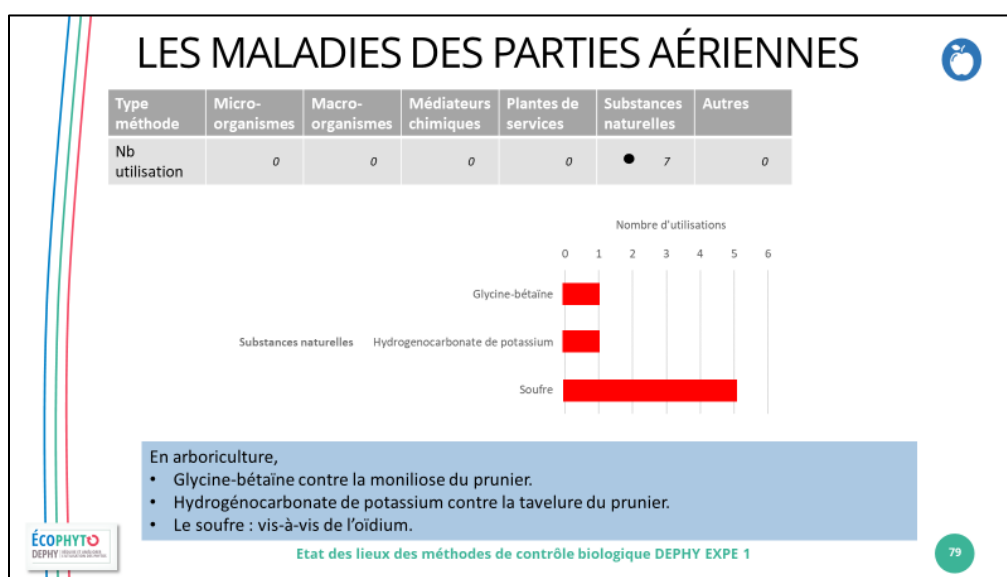 LES MALADIES DES PARTIES AÉRIENNES
Type méthode Micro-organismes Macro-organismes Médiateurs chimiques Plantes de services Substances naturelles Autres
Nb utilisation 0 0 0 0 ● 7 0
Nombre d'utilisations
0 1 2 3 4 5 6
Glycine-bétaïne
Substances naturelles Hydrogenocarbonate de potassium
Soufre
En arboriculture,
• Glycine-bétaïne contre la moniliose du prunier.
• Hydrogénocarbonate de potassium contre la tavelure du prunier.
• Le soufre : vis-à-vis de l'oïdium.
ÉCOPHYTO
DEPHY
Etat des lieux des méthodes de contrôle biologique DEPHY EXPE 1
79